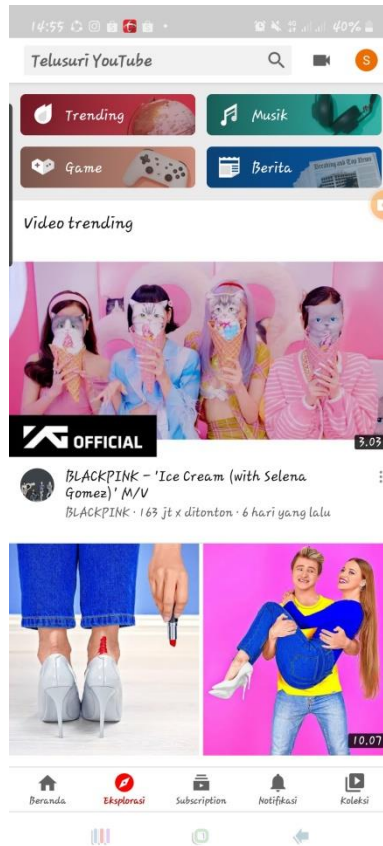 14:55 40%
Telusuri YouTube S
Trending Musik
Game Berita
Video trending
YG OFFICIAL
3.03
BLACKPINK - 'Ice Cream (with Selena
Gomez)' M/V
BLACKPINK · 163 jt x ditonton · 6 hari yang lalu
10.07
Beranda Eksplorasi Subscription Notifikasi Koleksi